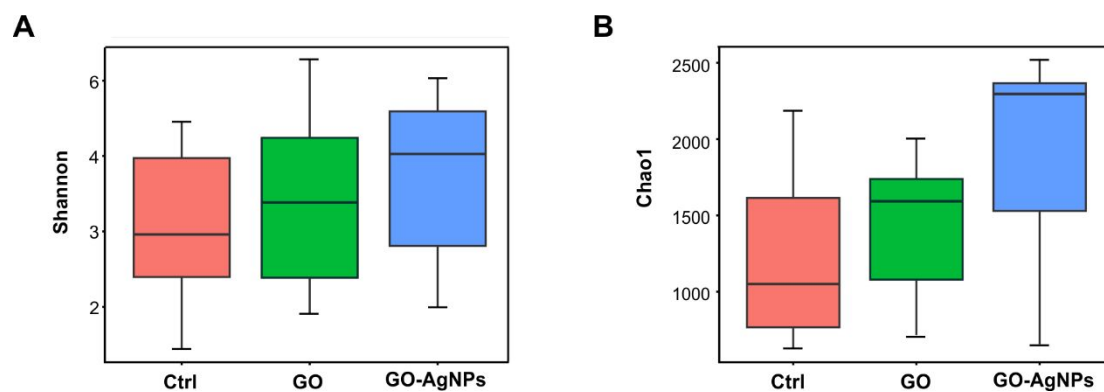 A
Shannon
6
4
3
2
Ctrl GO GO-AgNPs
B
Chao1
2500
2000
1500
1000
Ctrl GO GO-AgNPs